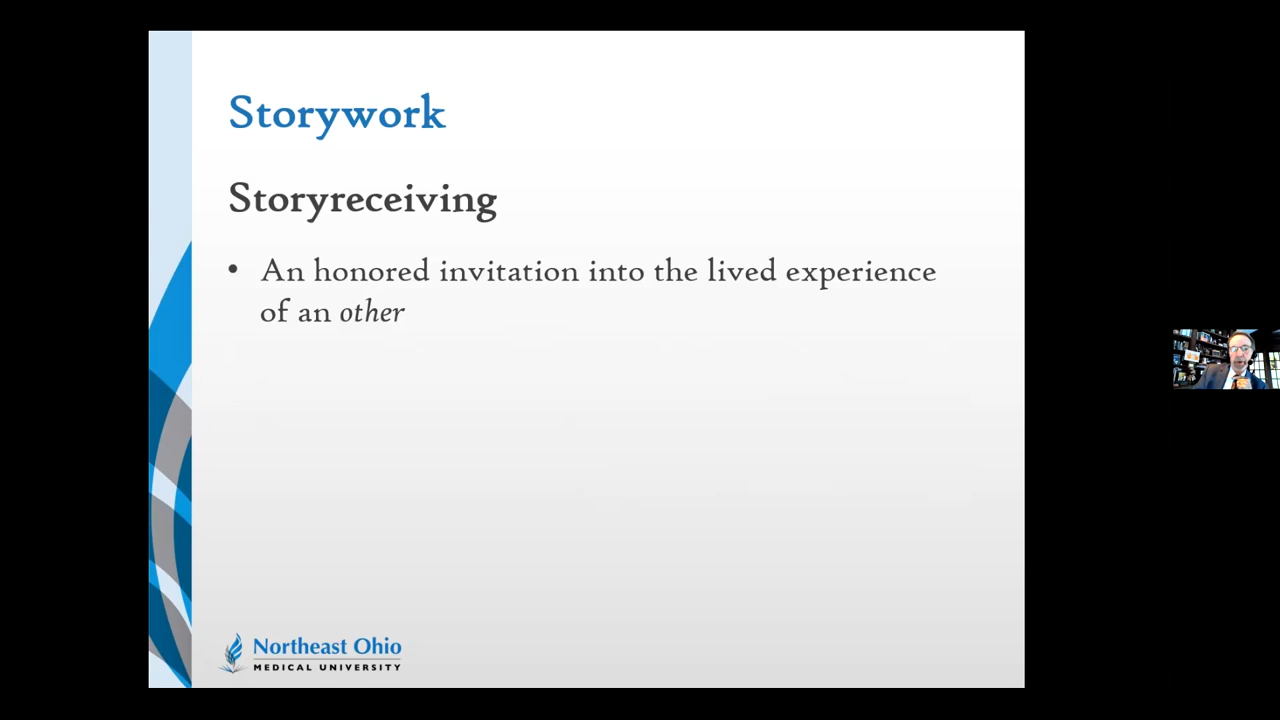 Storywork
Storyreceiving
• An honored invitation into the lived experience
of an other
Northeast Ohio
MEDICAL UNIVERSITY